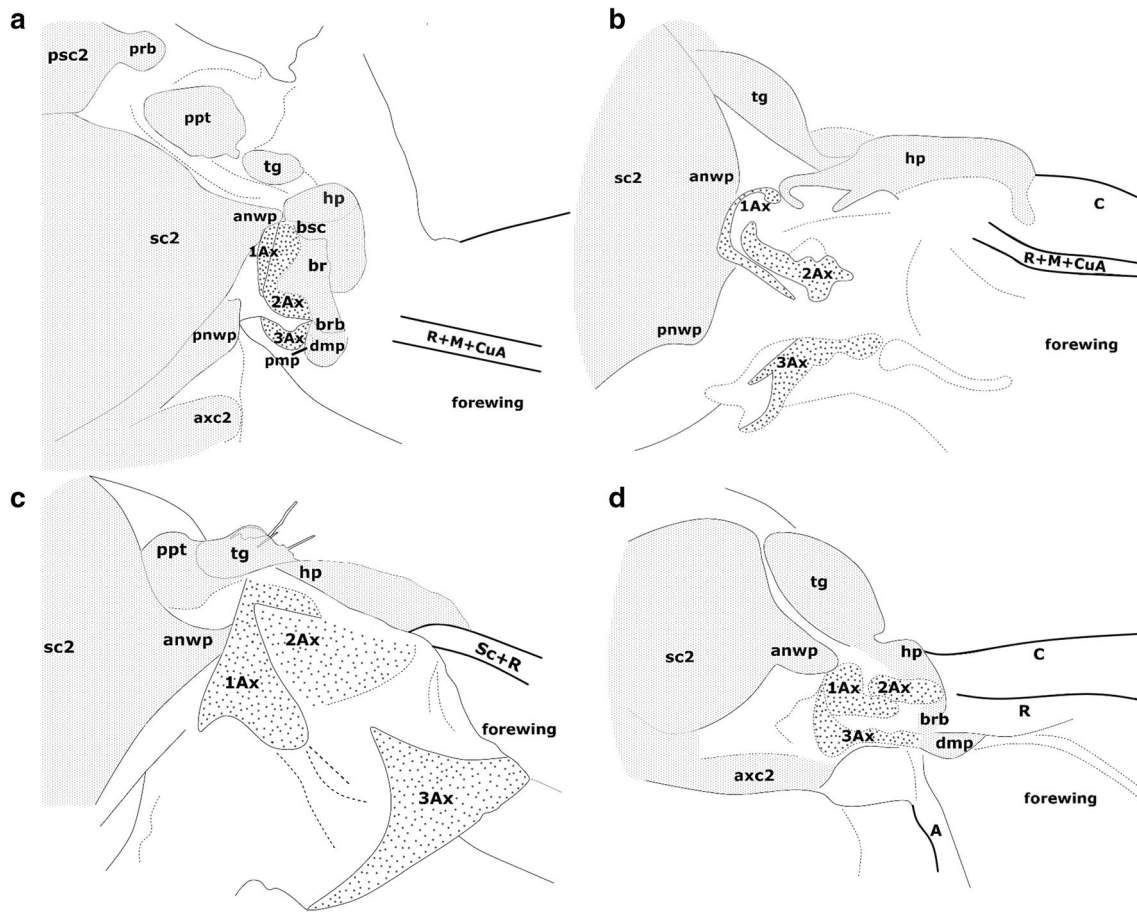 a
psc2
prb
ppt
tg
hp
anwp
bsc
sc2
1Ax
br
2Ax
brb
3Ax
pnwp
dmp
pmp
R+M+CuA
axc2
forewing
b
tg
hp
sc2
anwp
1Ax
C
2Ax
R+M+CuA
pnwp
forewing
3Ax
c
ppt
tg
hp
anwp
2Ax
sc2
Sc+R
1Ax
forewing
3Ax
d
tg
sc2
anwp
hp
C
1Ax
2Ax
R
brb
3Ax
dmp
axc2
forewing
A